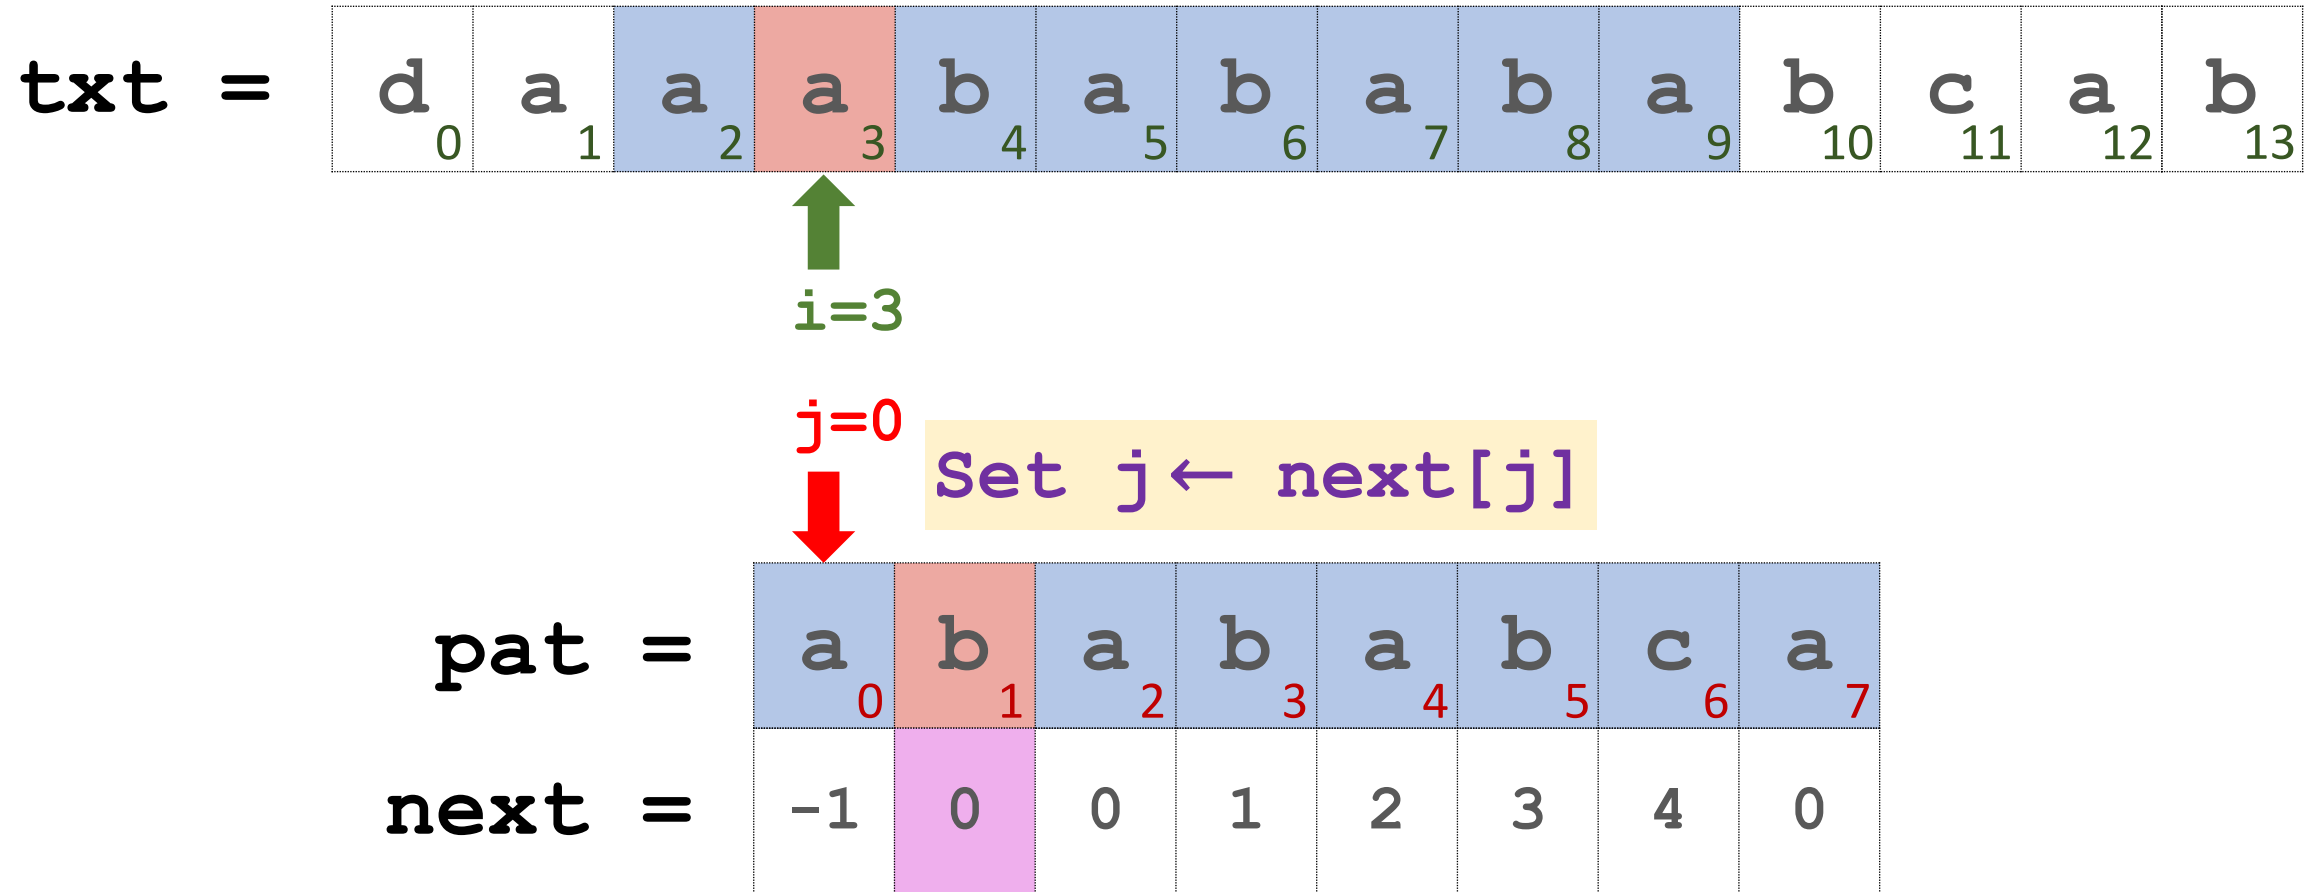 txt = d a a a b a b a b a b c a b
0 1 2 3 4 5 6 7 8 9 10 11 12 13
i=3
j=0
Set j← next[j]
pat = a b a b a b c a
0 1 2 3 4 5 6 7
next = -1 0 0 1 2 3 4 0